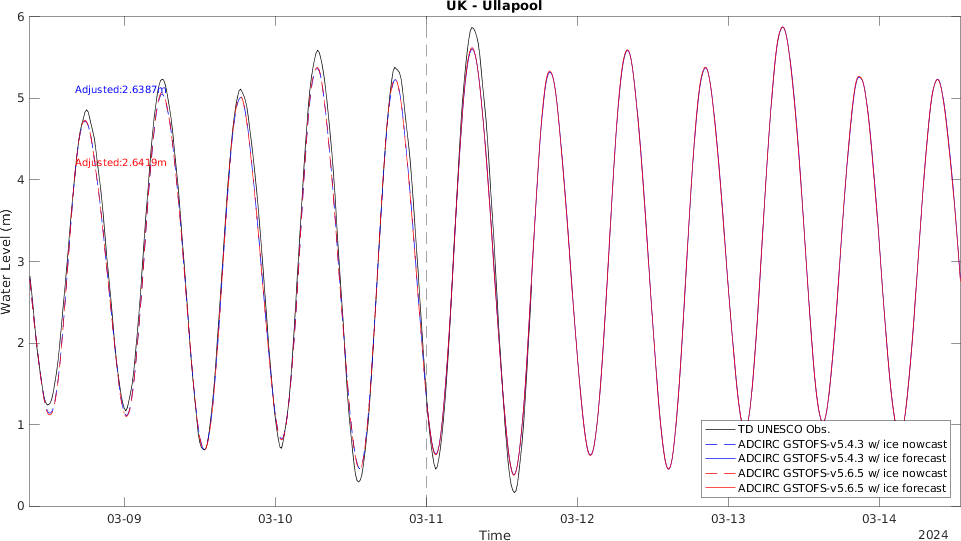 UK - Ullapool
6
5
4
3
2
1
0
Water Level (m)
Adjusted:2.6387m
Adjusted:2.6419m
TD UNESCO Obs.
ADCIRC GSTOFS-v5.4.3 w/ ice nowcast
ADCIRC GSTOFS-v5.4.3 w/ ice forecast
ADCIRC GSTOFS-v5.6.5 w/ ice nowcast
ADCIRC GSTOFS-v5.6.5 w/ ice forecast
03-09 03-10 03-11 03-12 03-13 03-14
Time
2024